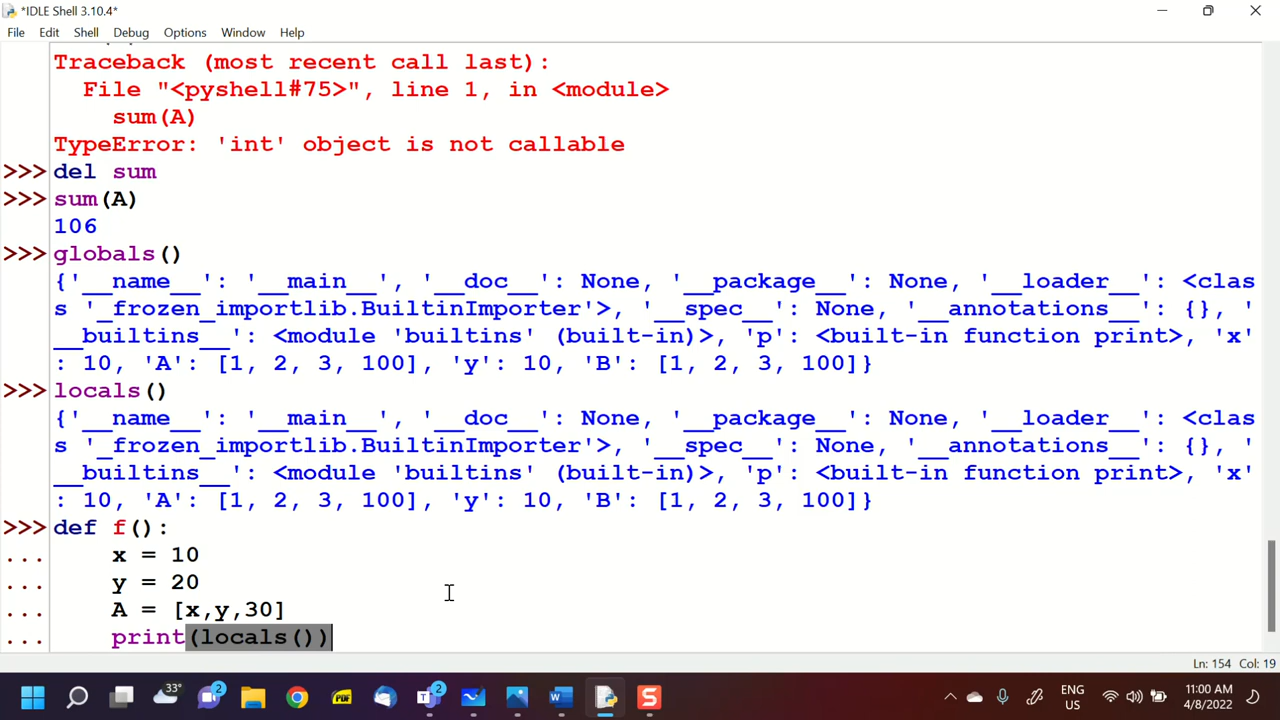 *IDLE Shell 3.10.4*
File Edit Shell Debug Options Window Help
Traceback (most recent call last):
  File "<pyshell#75>", line 1, in <module>
    sum(A)
TypeError: 'int' object is not callable
>>> del sum
>>> sum(A)
106
>>> globals()
{'__name__': '__main__', '__doc__': None, '__package__': None, '__loader__': <clas
s '_frozen_importlib.BuiltinImporter'>, '__spec__': None, '__annotations__': {}, '
__builtins__': <module 'builtins' (built-in)>, 'p': <built-in function print>, 'x'
: 10, 'A': [1, 2, 3, 100], 'y': 10, 'B': [1, 2, 3, 100]}
>>> locals()
{'__name__': '__main__', '__doc__': None, '__package__': None, '__loader__': <clas
s '_frozen_importlib.BuiltinImporter'>, '__spec__': None, '__annotations__': {}, '
__builtins__': <module 'builtins' (built-in)>, 'p': <built-in function print>, 'x'
: 10, 'A': [1, 2, 3, 100], 'y': 10, 'B': [1, 2, 3, 100]}
>>> def f():
...     x = 10
...     y = 20
...     A = [x,y,30]
...     print(locals())
Ln: 154 Col: 19
33° 2 PDF 2 W S ENG 11:00 AM
US 4/8/2022